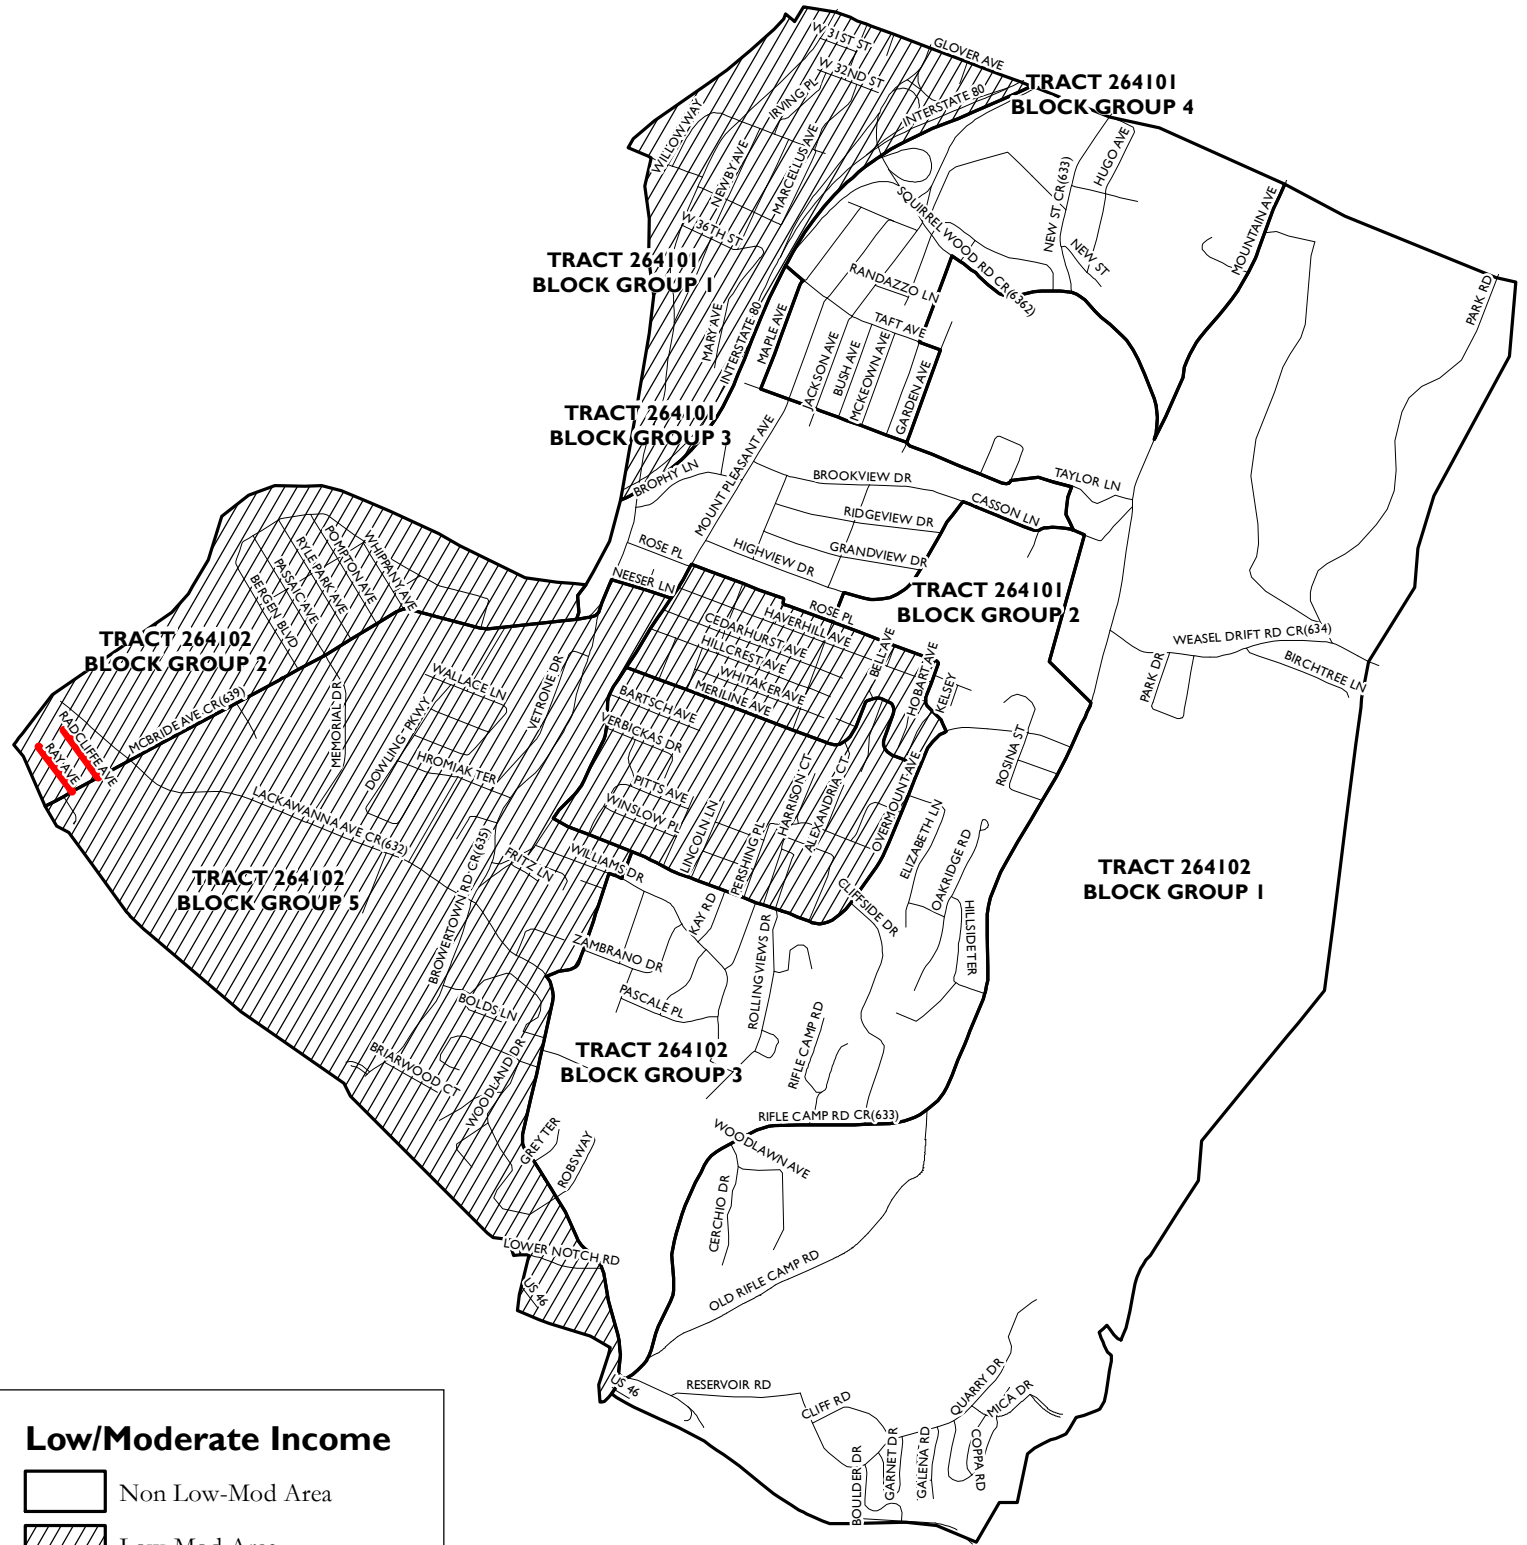 W 31ST ST
GLOVER AVE
W 32ND ST
TRACT 264101
BLOCK GROUP 4
IRVING PL
INTERSTATE 80
WILLOW WAY
NEWBY AVE
MARCELLUS AVE
HUGO AVE
NEW ST CR(633)
SQUIRREL WOOD RD CR(6362)
NEW ST
MOUNTAIN AVE
W 36TH ST
TRACT 264101
BLOCK GROUP 1
RANDAZZO LN
PARK RD
MARY AVE
INTERSTATE 80
MAPLE AVE
TAFT AVE
JACKSON AVE
BUSH AVE
MCKEOWN AVE
GARDEN AVE
TRACT 264101
BLOCK GROUP 3
BROPHY LN
MOUNT PLEASANT AVE
BROOKVIEW DR
TAYLOR LN
CASSON LN
RIDGEVIEW DR
ROSE PL
HIGHVIEW DR
GRANDVIEW DR
WHIPPANY AVE
POMPTON AVE
RYLE PARK AVE
PASSAIC AVE
BERGEN BLVD
NEESER LN
TRACT 264101
BLOCK GROUP 2
ROSE PL
HAVERHILL AVE
CEDARHURST AVE
HILLCREST AVE
WHITAKER AVE
MERILINE AVE
BELL AVE
HOBART AVE
KELSEY
WEASEL DRIFT RD CR(634)
BIRCHTREE LN
PARK DR
TRACT 264102
BLOCK GROUP 2
WALLACE LN
VETRONE DR
BARTSCH AVE
VERBICKAS DR
MCBRIDE AVE CR(639)
MEMORIAL DR
DOWLING PKWY
RADCLIFFE AVE
RAY AVE
HROMIAK TER
PITTS AVE
WINSLOW PL
LINCOLN LN
PERSHING PL
HARRISON CT
ALEXANDRIA CT
OVERMOUNT AVE
ROSINA ST
ELIZABETH LN
OAKRIDGE RD
LACKAWANNA AVE CR(632)
BROWERTOWN RD CR(635)
FRITZ LN
WILLIAMS DR
TRACT 264102
BLOCK GROUP 5
TRACT 264102
BLOCK GROUP 1
KAY RD
CLIFFSIDE DR
HILLSIDE TER
ZAMBRANO DR
ROLLING VIEWS DR
PASCALE PL
BOLDS LN
RIFLE CAMP RD
TRACT 264102
BLOCK GROUP 3
BRIARWOOD CT
WOODLAND DR
RIFLE CAMP RD CR(633)
GREY TER
ROBSWAY
WOODLAWN AVE
CERCHIO DR
OLD RIFLE CAMP RD
LOWER NOTCH RD
US 46
US 46
RESERVOIR RD
CLIFF RD
QUARRY DR
MICA DR
BOULDER DR
GARNET DR
GALENA RD
COPPA RD
Low/Moderate Income
Non Low-Mod Area
Low-Mod Area